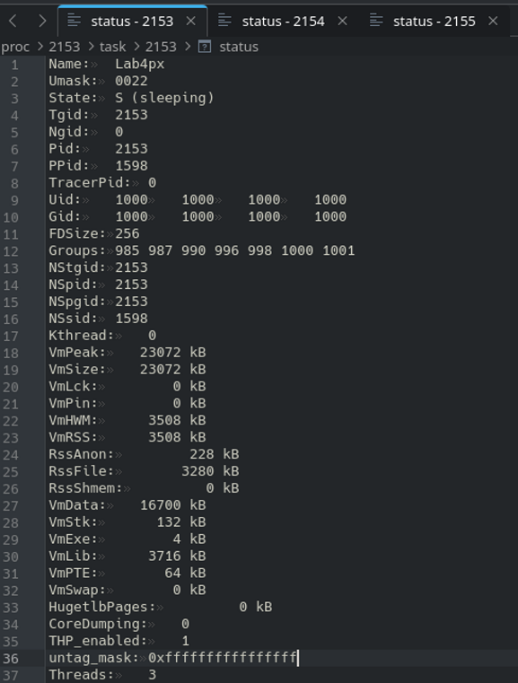 status - 2153 status - 2154 status - 2155
proc > 2153 > task > 2153 > status
1 Name: Lab4px
2 Umask: 0022
3 State: S (sleeping)
4 Tgid: 2153
5 Ngid: 0
6 Pid: 2153
7 PPid: 1598
8 TracerPid: 0
9 Uid: 1000 1000 1000 1000
10 Gid: 1000 1000 1000 1000
11 FDSize: 256
12 Groups: 985 987 990 996 998 1000 1001
13 NStgid: 2153
14 NSpid: 2153
15 NSpgid: 2153
16 NSsid: 1598
17 Kthread: 0
18 VmPeak: 23072 kB
19 VmSize: 23072 kB
20 VmLck: 0 kB
21 VmPin: 0 kB
22 VmHWM: 3508 kB
23 VmRSS: 3508 kB
24 RssAnon: 228 kB
25 RssFile: 3280 kB
26 RssShmem: 0 kB
27 VmData: 16700 kB
28 VmStk: 132 kB
29 VmExe: 4 kB
30 VmLib: 3716 kB
31 VmPTE: 64 kB
32 VmSwap: 0 kB
33 HugetlbPages: 0 kB
34 CoreDumping: 0
35 THP_enabled: 1
36 untag_mask: 0xffffffffffffffff
37 Threads: 3